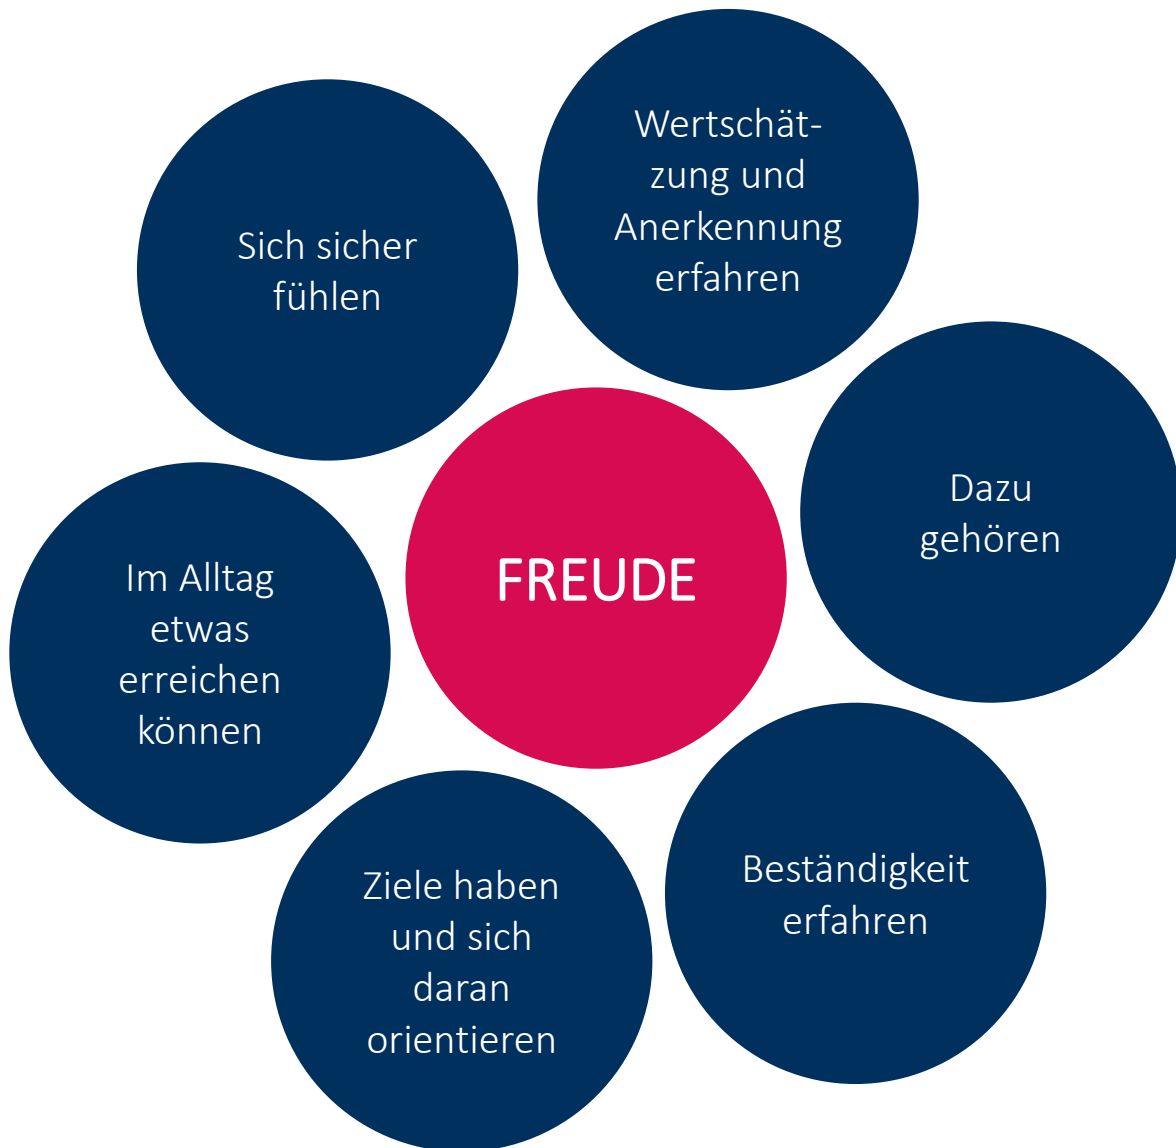 Wertschät-
zung und
Anerkennung
erfahren
Sich sicher
fühlen
Dazu
gehören
FREUDE
Im Alltag
etwas
erreichen
können
Beständigkeit
erfahren
Ziele haben
und sich
daran
orientieren